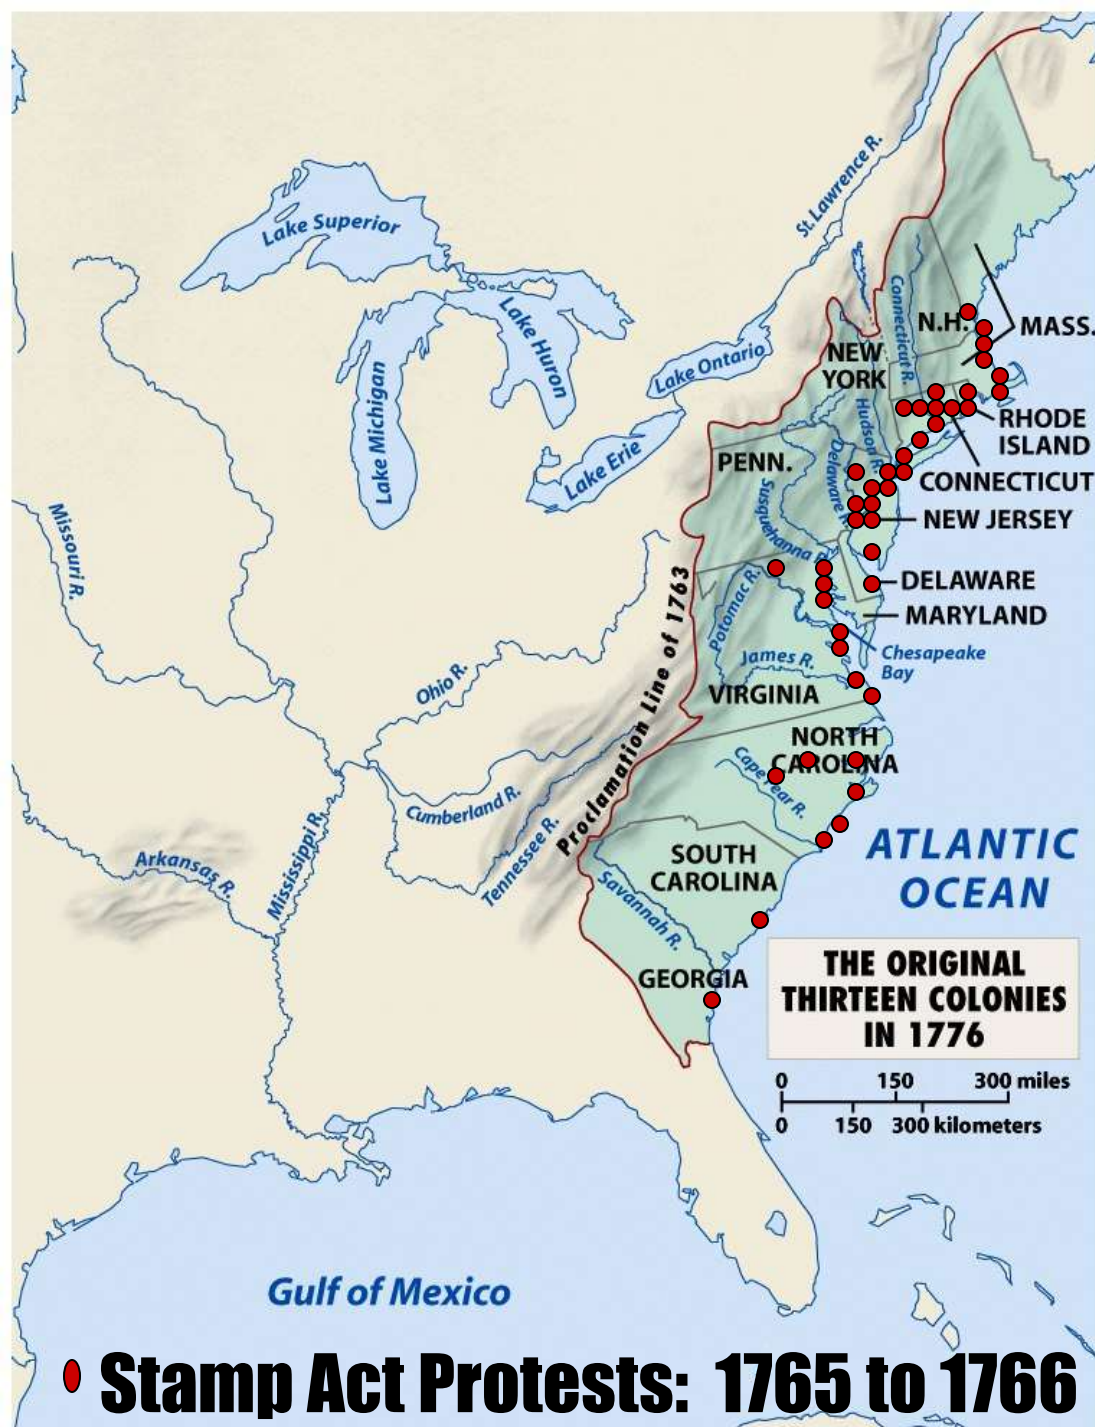 St. Lawrence R.
Lake Superior
Lake Huron
Lake Michigan
Lake Ontario
Lake Erie
Connecticut R.
N.H.
MASS.
NEW
YORK
Hudson R.
RHODE
ISLAND
PENN.
Delaware R.
Susquehanna R.
CONNECTICUT
NEW JERSEY
Missouri R.
DELAWARE
MARYLAND
Potomac R.
Chesapeake
Bay
James R.
VIRGINIA
Proclamation Line of 1763
Ohio R.
NORTH
CAROLINA
Cape Fear R.
Cumberland R.
Tennessee R.
Mississippi R.
Arkansas R.
SOUTH
CAROLINA
Savannah R.
GEORGIA
ATLANTIC
OCEAN
THE ORIGINAL
THIRTEEN COLONIES
IN 1776
0 150 300 miles
0 150 300 kilometers
Gulf of Mexico
Stamp Act Protests: 1765 to 1766